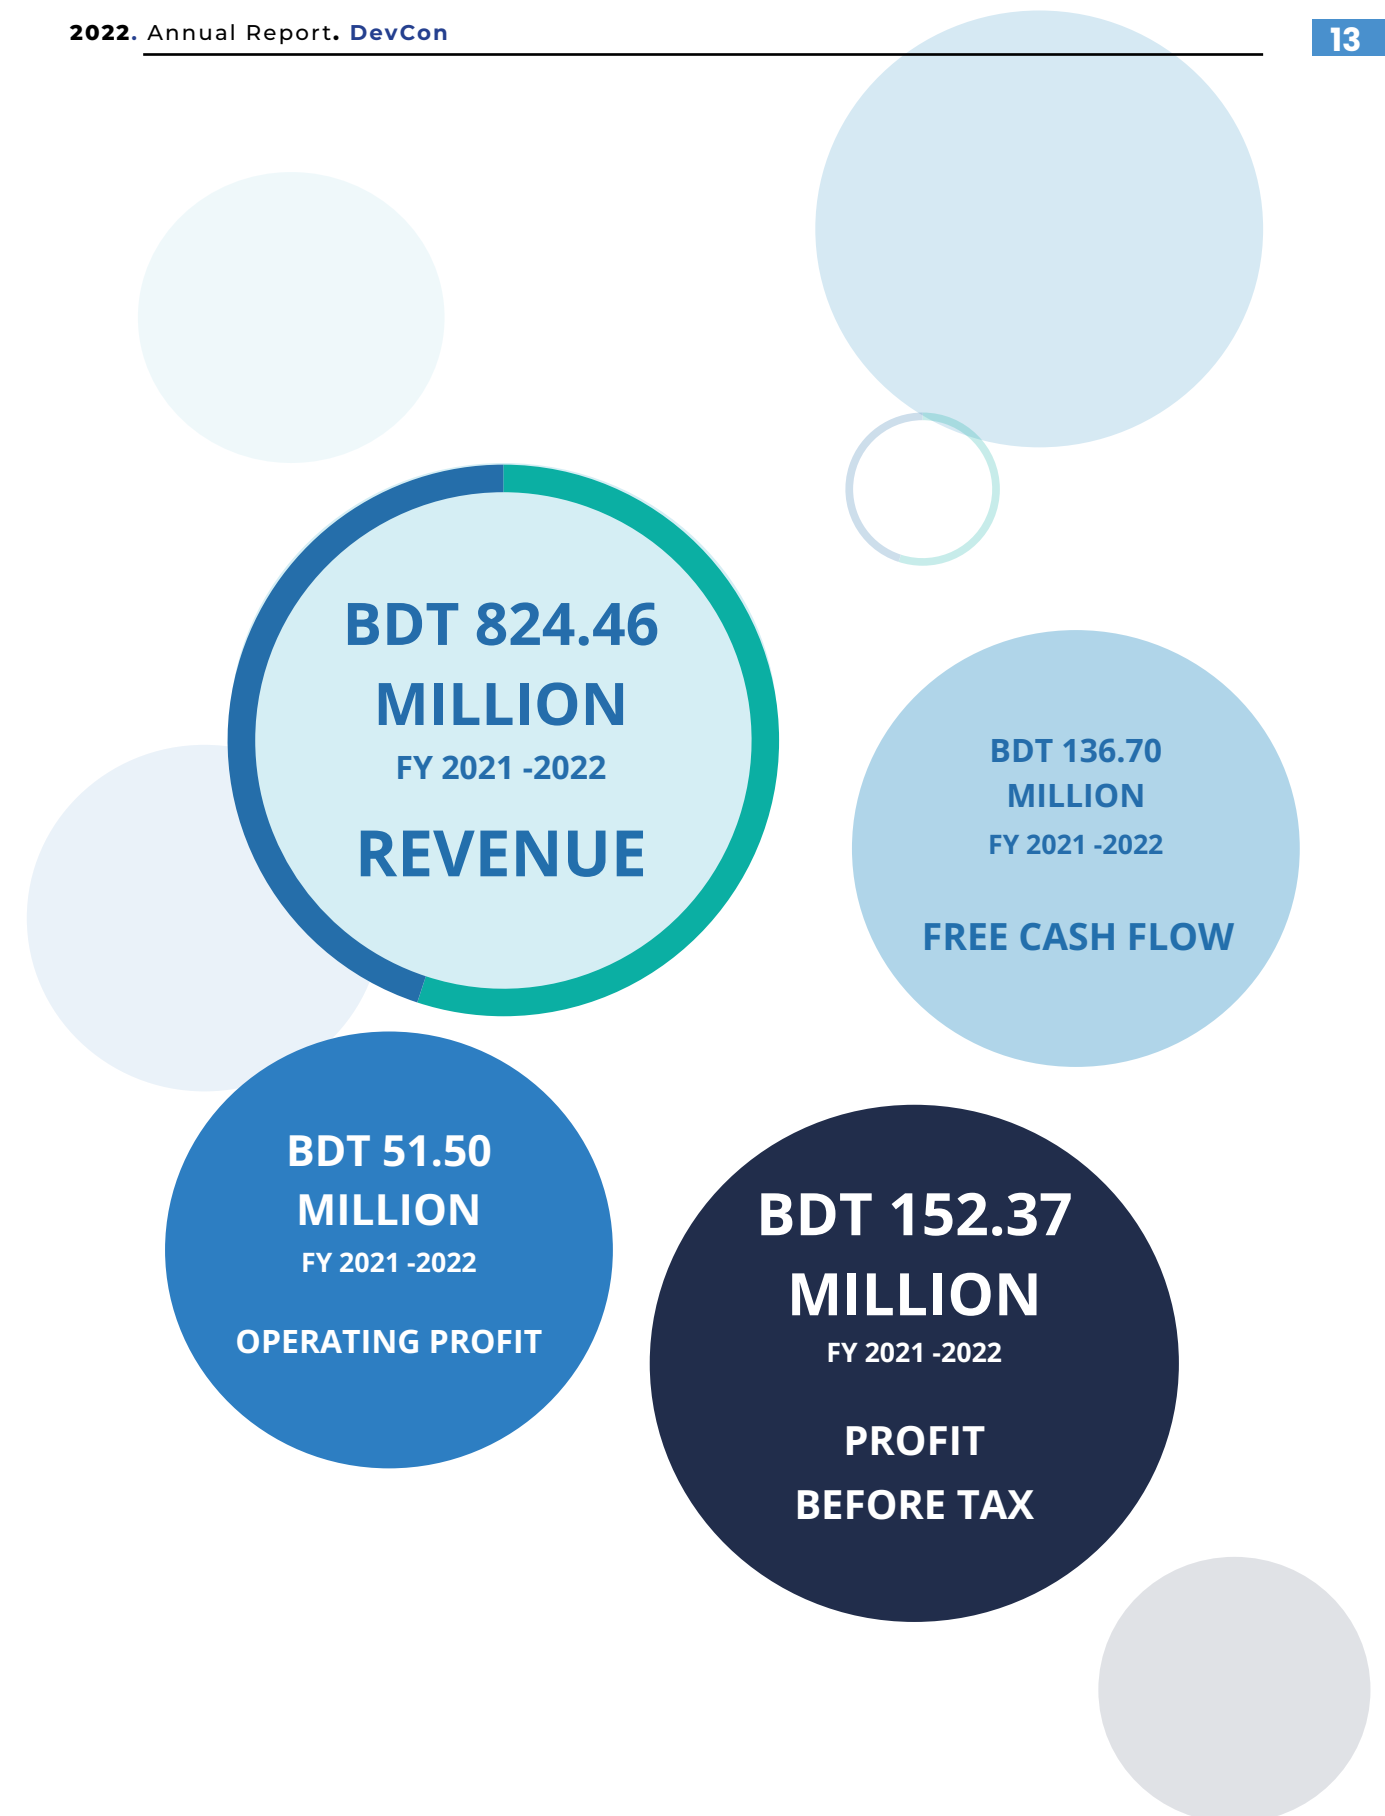 2022. Annual Report. DevCon
13
BDT 824.46
MILLION
FY 2021 -2022
REVENUE
BDT 136.70
MILLION
FY 2021 -2022
FREE CASH FLOW
BDT 51.50
MILLION
FY 2021 -2022
OPERATING PROFIT
BDT 152.37
MILLION
FY 2021 -2022
PROFIT
BEFORE TAX